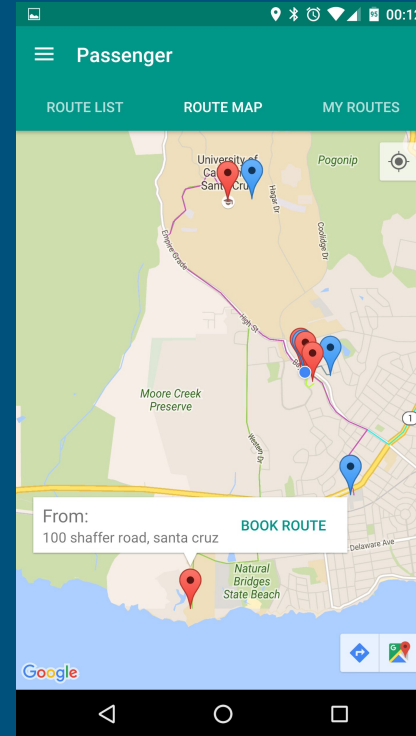 95 00:12
Passenger
ROUTE LIST ROUTE MAP MY ROUTES
University of
Santa Cruz
Pogonip
Hagar Dr
Coolidge Dr
Empire Grade
High St
Moore Creek
Preserve
Western Dr
1
From:
100 shaffer road, santa cruz
BOOK ROUTE
Delaware Ave
Natural
Bridges
State Beach
Google